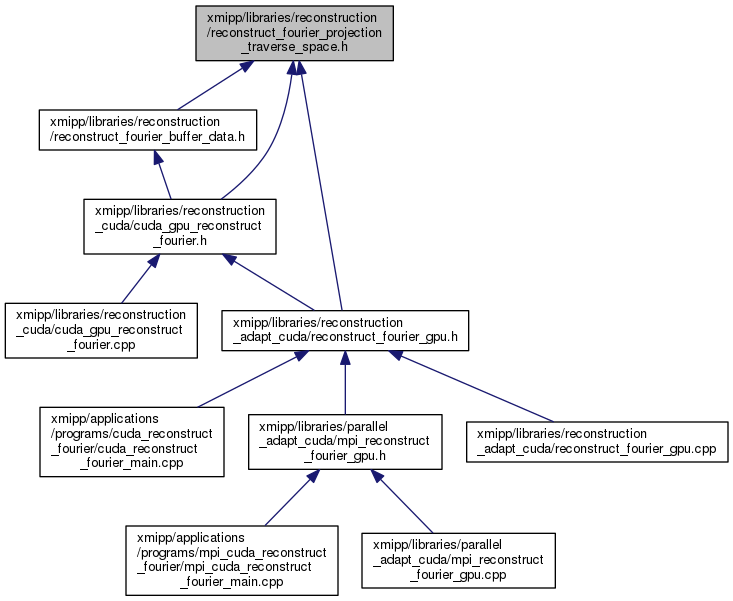 xmipp/libraries/reconstruction
/reconstruct_fourier_projection
_traverse_space.h
xmipp/libraries/reconstruction
/reconstruct_fourier_buffer_data.h
xmipp/libraries/reconstruction
_cuda/cuda_gpu_reconstruct
_fourier.h
xmipp/libraries/reconstruction
_cuda/cuda_gpu_reconstruct
_fourier.cpp
xmipp/libraries/reconstruction
_adapt_cuda/reconstruct_fourier_gpu.h
xmipp/applications
/programs/cuda_reconstruct
_fourier/cuda_reconstruct
_fourier_main.cpp
xmipp/libraries/parallel
_adapt_cuda/mpi_reconstruct
_fourier_gpu.h
xmipp/libraries/reconstruction
_adapt_cuda/reconstruct_fourier_gpu.cpp
xmipp/applications
/programs/mpi_cuda_reconstruct
_fourier/mpi_cuda_reconstruct
_fourier_main.cpp
xmipp/libraries/parallel
_adapt_cuda/mpi_reconstruct
_fourier_gpu.cpp